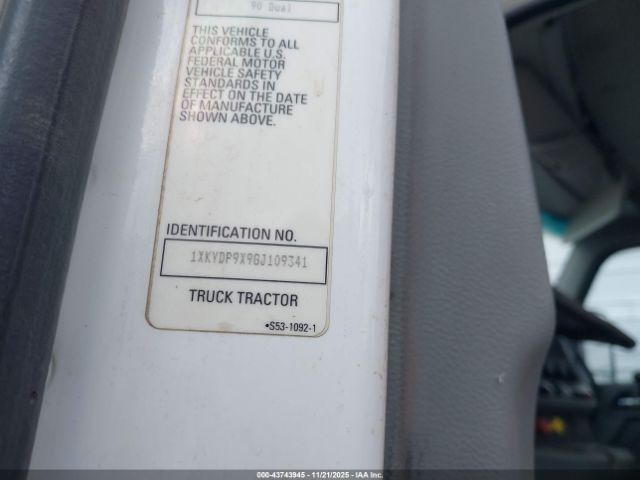 90 Dual
THIS VEHICLE
CONFORMS TO ALL
APPLICABLE U.S.
FEDERAL MOTOR
VEHICLE SAFETY
STANDARDS IN
EFFECT ON THE DATE
OF MANUFACTURE
SHOWN ABOVE.
IDENTIFICATION NO.
1XKYDP9X9GJ109341
TRUCK TRACTOR
•S53-1092-1
000-43743945 - 11/21/2025 - IAA Inc.